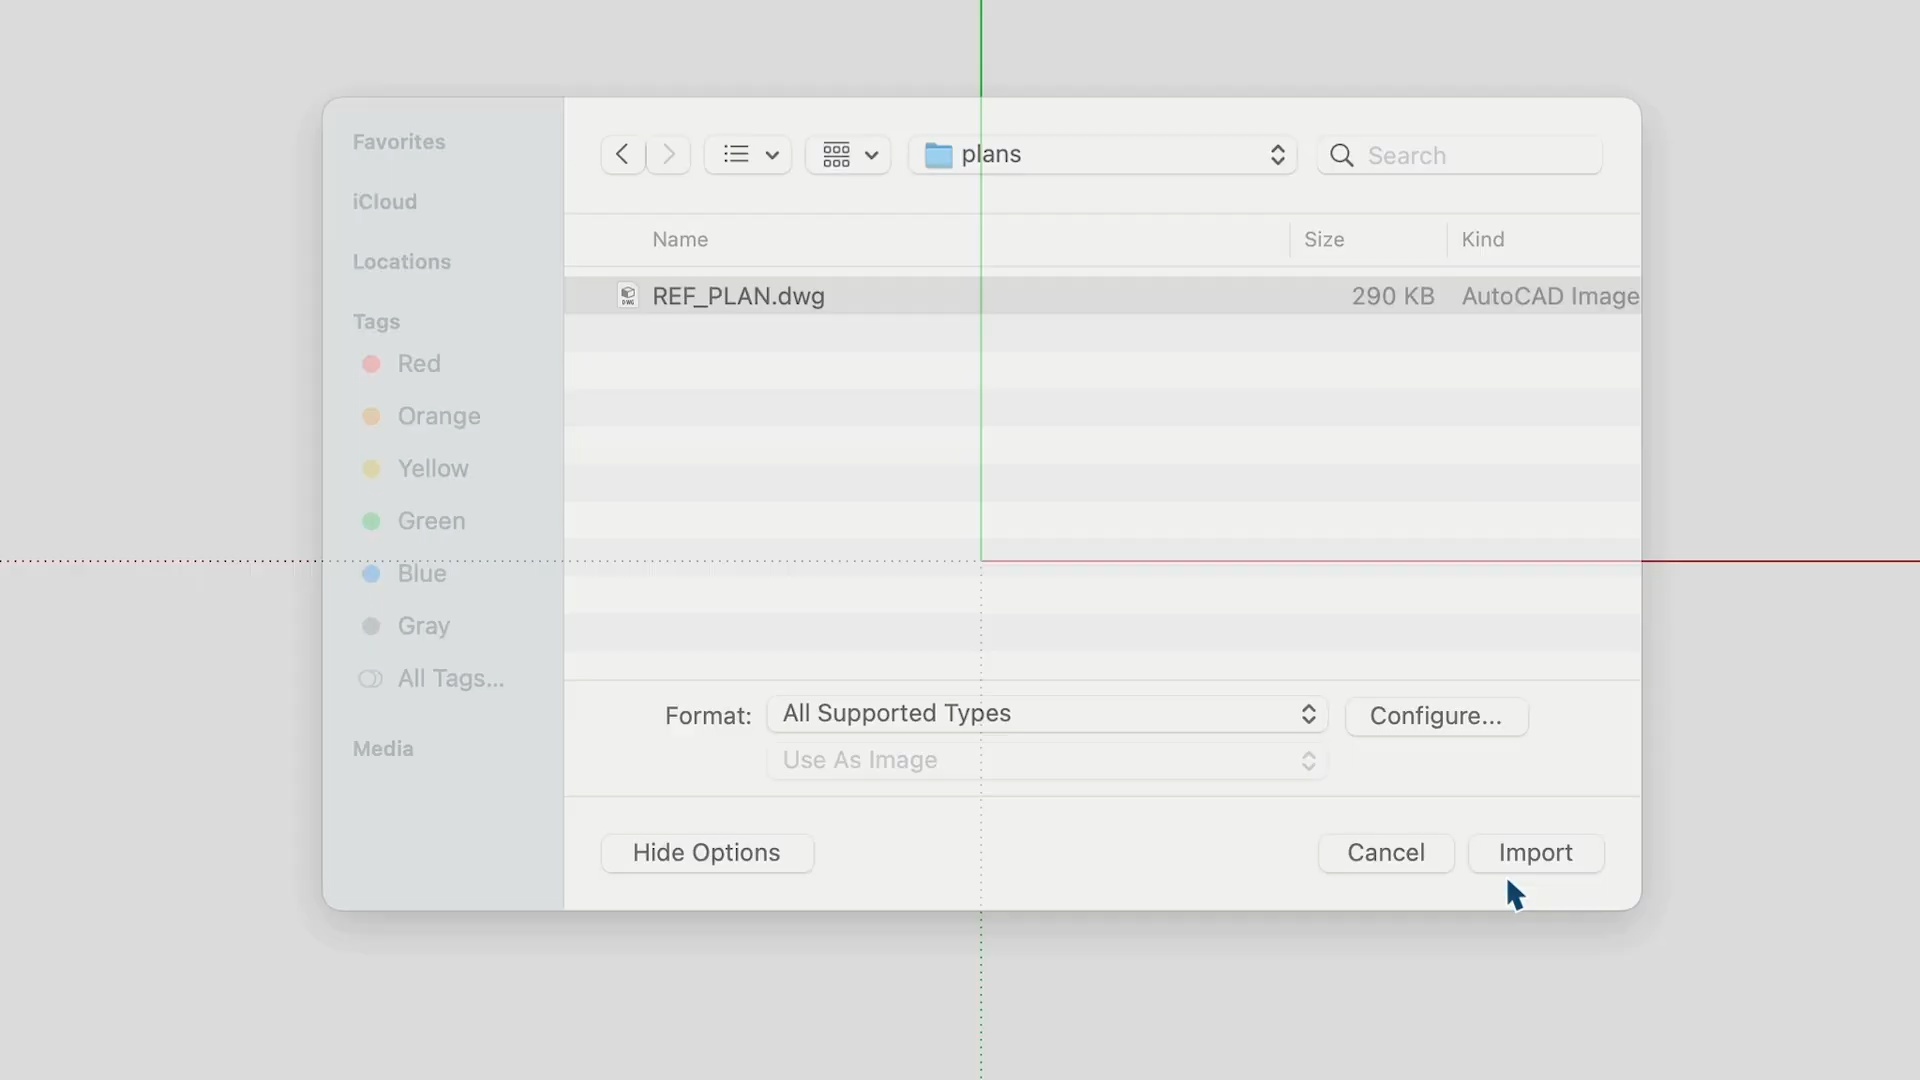 Favorites
iCloud
Locations
Tags
Red
Orange
Yellow
Green
Blue
Gray
All Tags...
Media
plans
Search
Name Size Kind
DWG REF_PLAN.dwg 290 KB AutoCAD Image
Format: All Supported Types Configure...
Use As Image
Hide Options Cancel Import